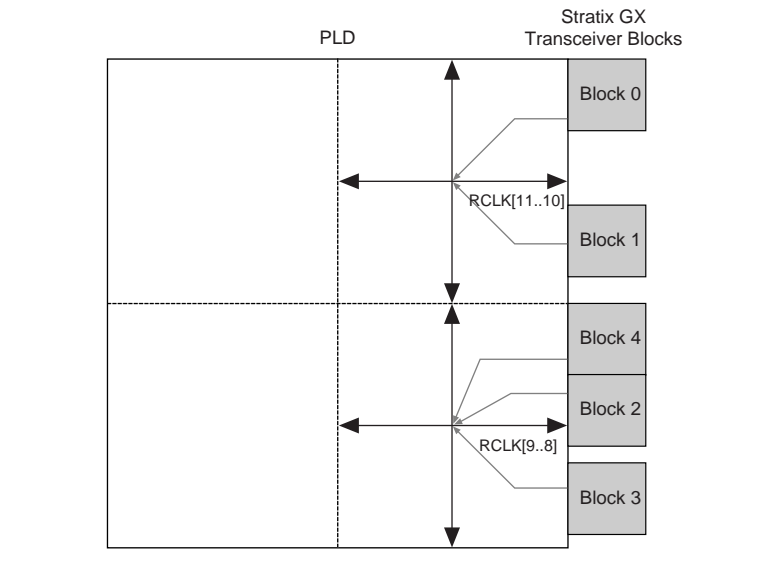 Stratix GX
PLD
Transceiver Blocks
Block 0
RCLK[11..10]
Block 1
Block 4
Block 2
RCLK[9..8]
Block 3